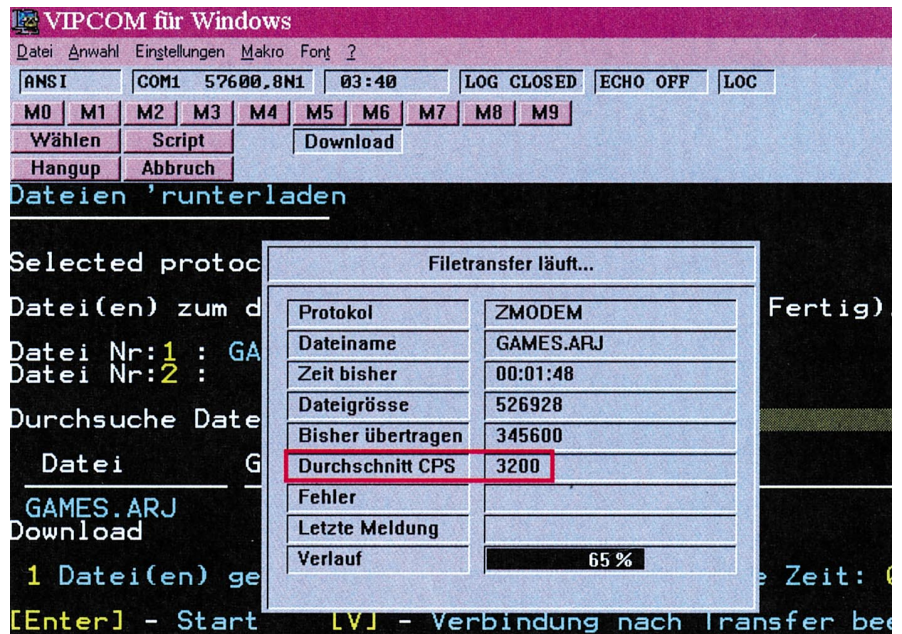 VIPCOM für Windows
Datei Anwahl Einstellungen Makro Font ?
ANSI COM1 57600,8N1 03:40 LOG CLOSED ECHO OFF LOC
M0 M1 M2 M3 M4 M5 M6 M7 M8 M9
Wählen Script Download
Hangup Abbruch
Dateien 'runterladen
Selected protoc
Datei(en) zum d Fertig).
Datei Nr:1 : GA
Datei Nr:2 :
Durchsuche Date
Datei G
GAMES.ARJ
Download
1 Datei(en) ge e Zeit: 0
[Enter] - Start [V] - Verbindung nach Transfer bee
Filetransfer läuft...
Protokol ZMODEM
Dateiname GAMES.ARJ
Zeit bisher 00:01:48
Dateigrösse 526928
Bisher übertragen 345600
Durchschnitt CPS 3200
Fehler
Letzte Meldung
Verlauf 65 %